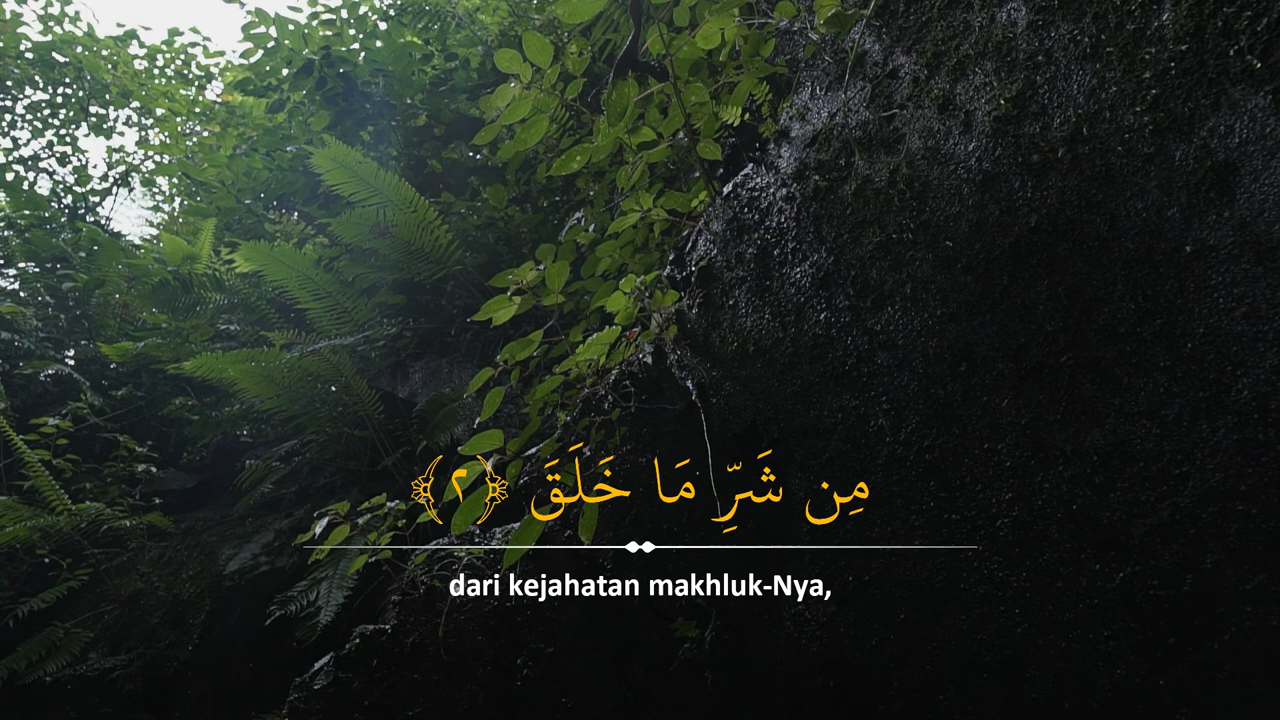 مِن شَرِّ مَا خَلَقَ ﴿٢﴾
dari kejahatan makhluk-Nya,